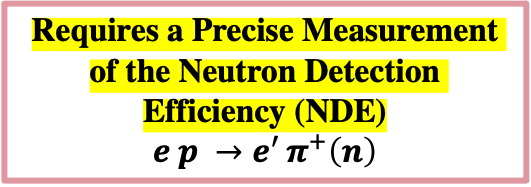 Requires a Precise Measurement
of the Neutron Detection
Efficiency (NDE)
e p → e′ π⁺(n)